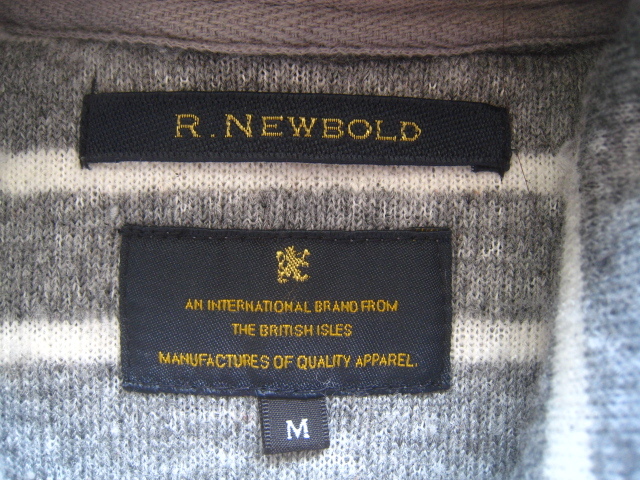 R. NEWBOLD
AN INTERNATIONAL BRAND FROM
THE BRITISH ISLES
MANUFACTURES OF QUALITY APPAREL.
M